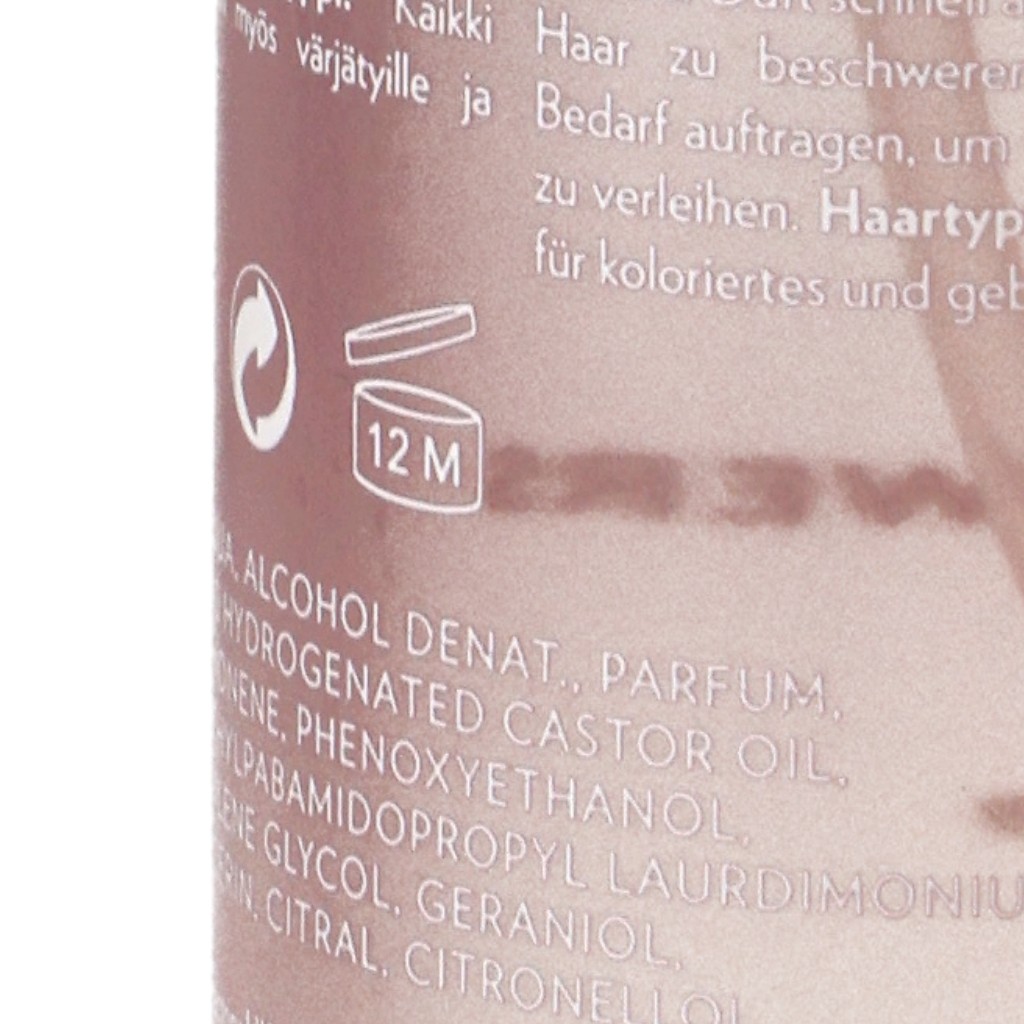 Kaikki
myös värjätyille ja
Haar zu beschweren
Bedarf auftragen, um
zu verleihen. Haartyp
für koloriertes und geb
12 M
ALCOHOL DENAT., PARFUM,
HYDROGENATED CASTOR OIL,
PHENOXYETHANOL,
LAURDIMONIU
GLYCOL, GERANIOL,
CITRAL, CITRONELLOL